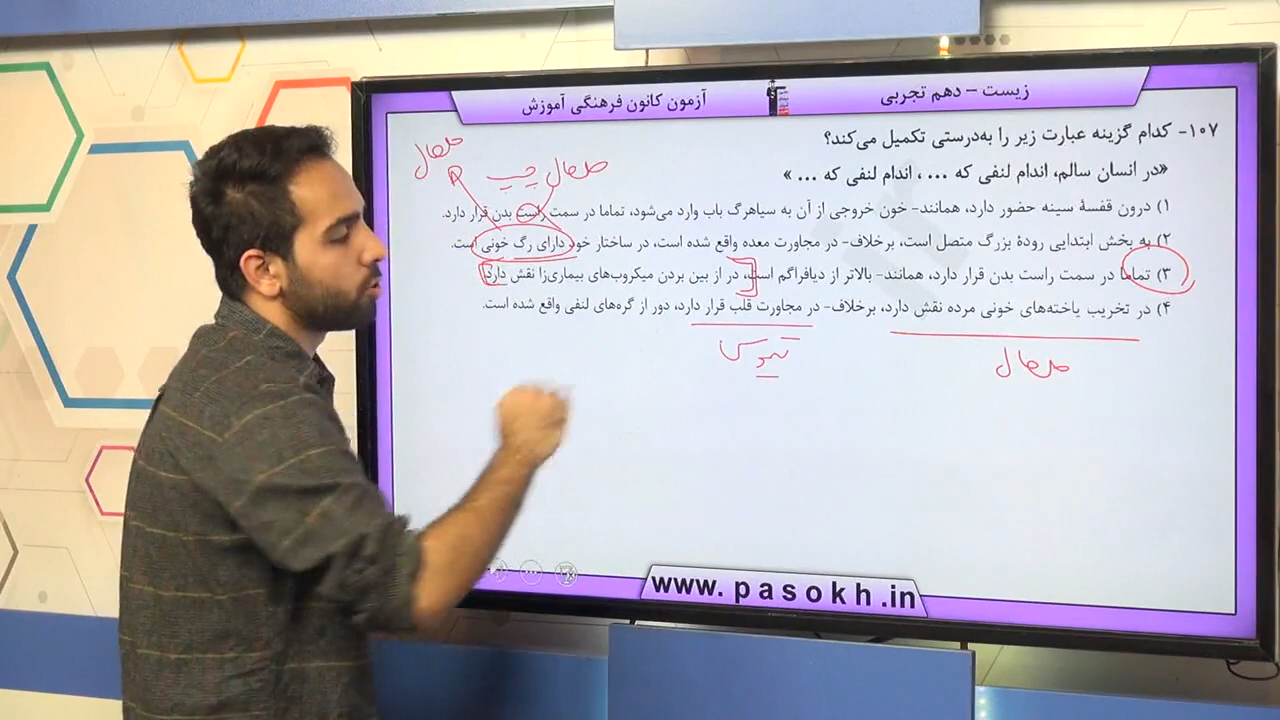 زیست – دهم تجربی
آزمون کانون فرهنگی آموزش
۱۰۷- کدام گزینه عبارت زیر را به‌درستی تکمیل می‌کند؟
«در انسان سالم، اندام لنفی که ... ، اندام لنفی که ... »
۱) درون قفسۀ سینه حضور دارد، همانند- خون خروجی از آن به سیاهرگ باب وارد می‌شود، تماما در سمت راست بدن قرار دارد.
۲) به بخش ابتدایی رودۀ بزرگ متصل است، برخلاف- در مجاورت معده واقع شده است، در ساختار خود دارای رگ خونی است.
۳) تماما در سمت راست بدن قرار دارد، همانند- بالاتر از دیافراگم است، در از بین بردن میکروب‌های بیماری‌زا نقش دارد.
۴) در تخریب یاخته‌های خونی مرده نقش دارد، برخلاف- در مجاورت قلب قرار دارد، دور از گره‌های لنفی واقع شده است.
طحال
طحال چپ
طحال
تیموس
www.pasokh.in